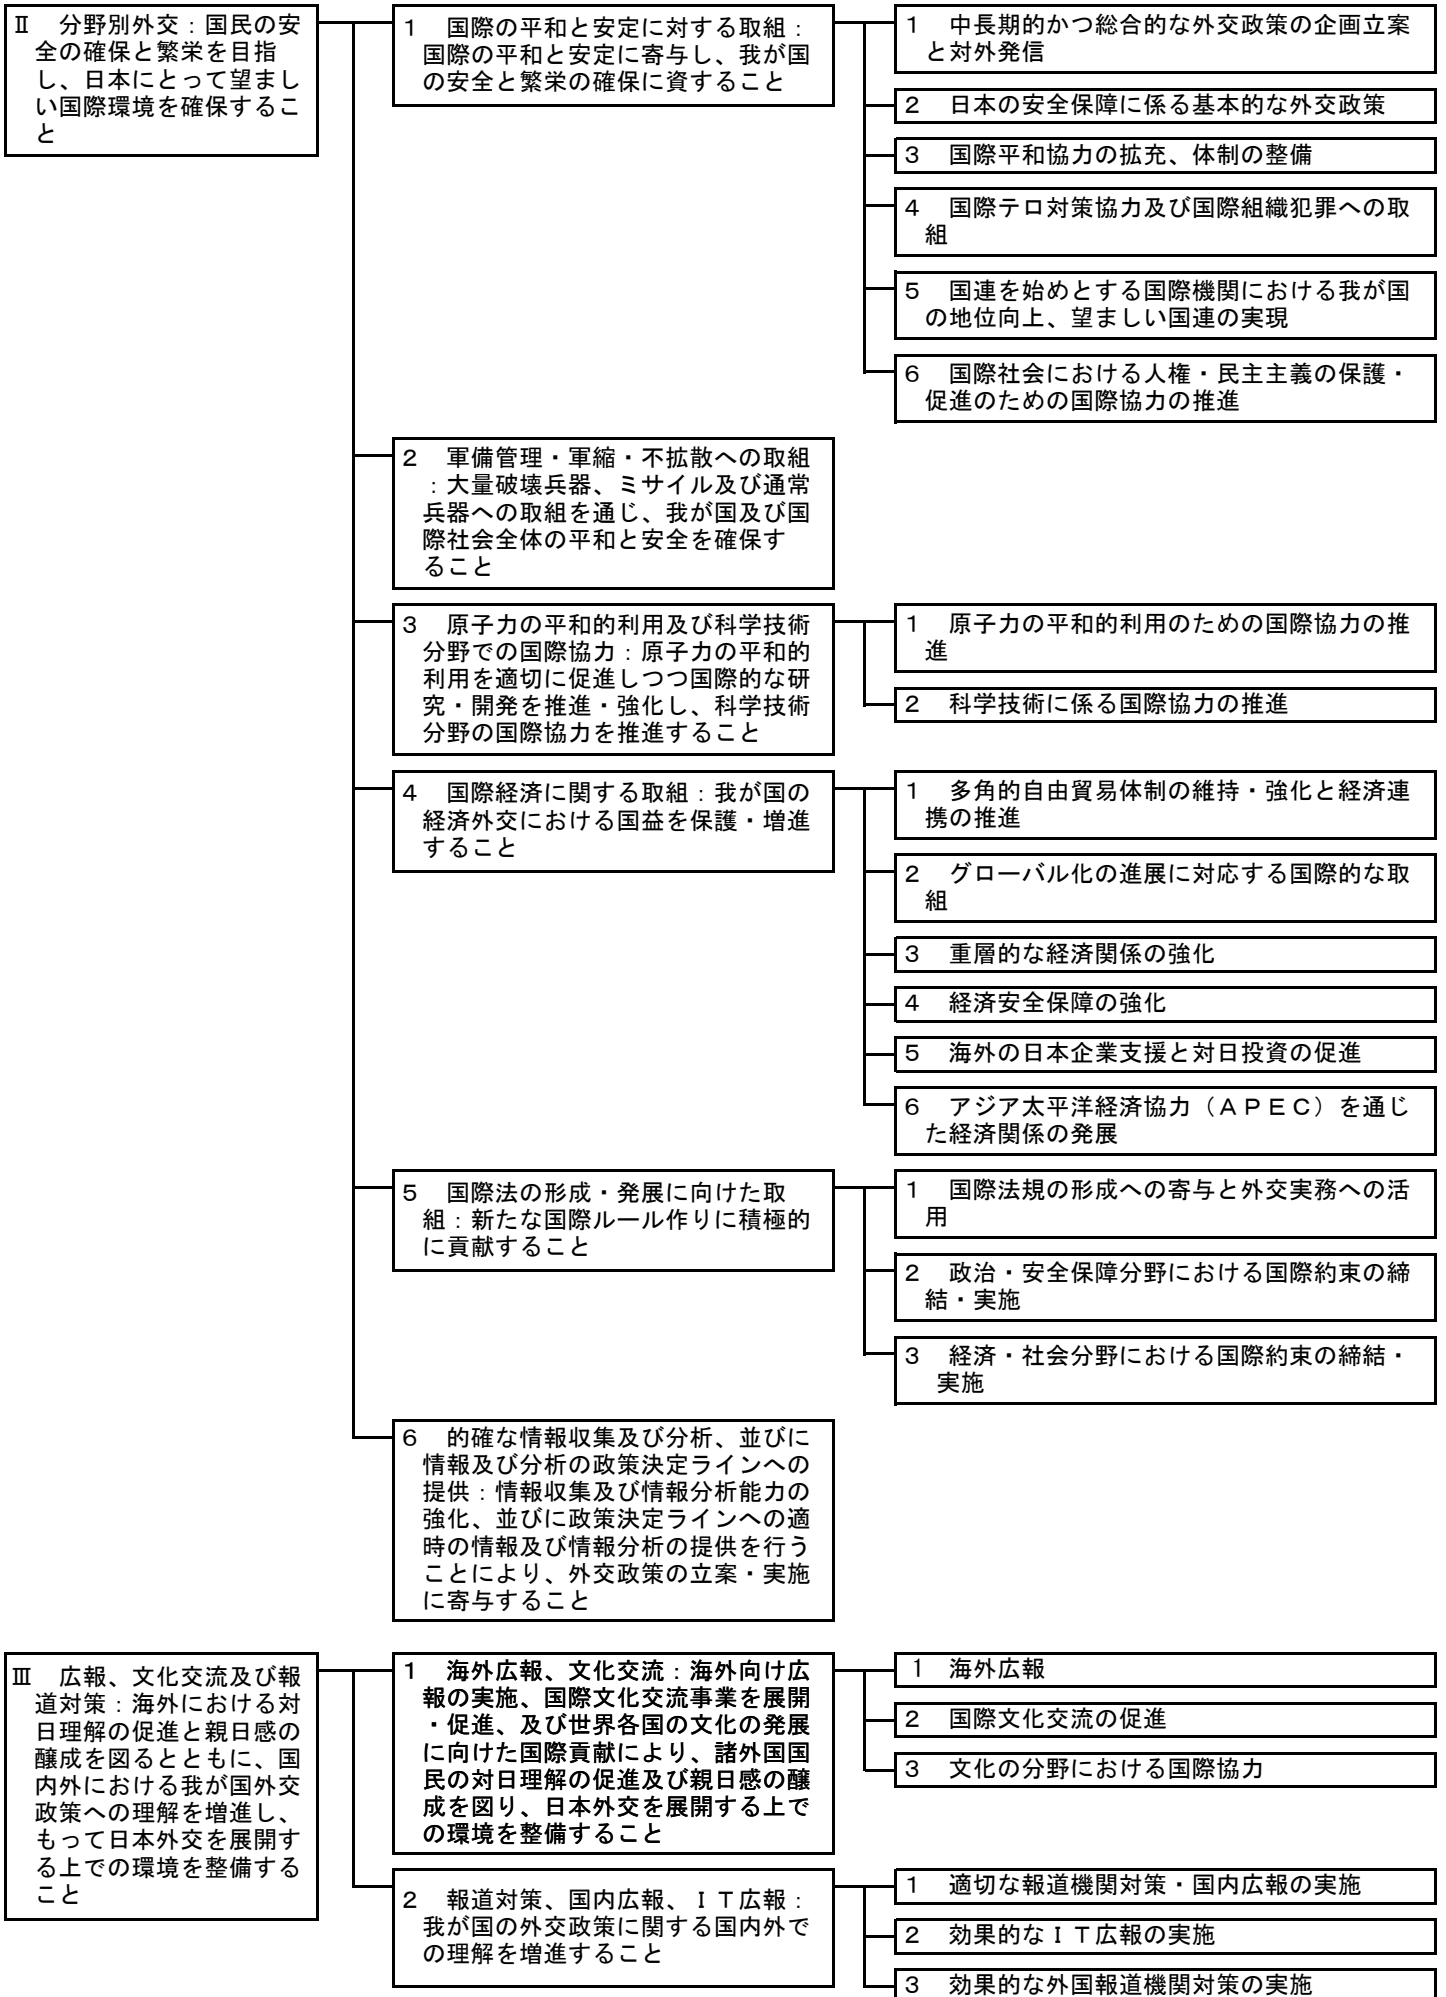 Ⅱ　分野別外交：国民の安
全の確保と繁栄を目指
し、日本にとって望まし
い国際環境を確保するこ
と
１　国際の平和と安定に対する取組：
国際の平和と安定に寄与し、我が国
の安全と繁栄の確保に資すること
１　中長期的かつ総合的な外交政策の企画立案
と対外発信
２　日本の安全保障に係る基本的な外交政策
３　国際平和協力の拡充、体制の整備
４　国際テロ対策協力及び国際組織犯罪への取
組
５　国連を始めとする国際機関における我が国
の地位向上、望ましい国連の実現
６　国際社会における人権・民主主義の保護・
促進のための国際協力の推進
２　軍備管理・軍縮・不拡散への取組
：大量破壊兵器、ミサイル及び通常
兵器への取組を通じ、我が国及び国
際社会全体の平和と安全を確保す
ること
３　原子力の平和的利用及び科学技術
分野での国際協力：原子力の平和的
利用を適切に促進しつつ国際的な研
究・開発を推進・強化し、科学技術
分野の国際協力を推進すること
１　原子力の平和的利用のための国際協力の推
進
２　科学技術に係る国際協力の推進
４　国際経済に関する取組：我が国の
経済外交における国益を保護・増進
すること
１　多角的自由貿易体制の維持・強化と経済連
携の推進
２　グローバル化の進展に対応する国際的な取
組
３　重層的な経済関係の強化
４　経済安全保障の強化
５　海外の日本企業支援と対日投資の促進
６　アジア太平洋経済協力（ＡＰＥＣ）を通じ
た経済関係の発展
５　国際法の形成・発展に向けた取
組：新たな国際ルール作りに積極的
に貢献すること
１　国際法規の形成への寄与と外交実務への活
用
２　政治・安全保障分野における国際約束の締
結・実施
３　経済・社会分野における国際約束の締結・
実施
６　的確な情報収集及び分析、並びに
情報及び分析の政策決定ラインへの
提供：情報収集及び情報分析能力の
強化、並びに政策決定ラインへの適
時の情報及び情報分析の提供を行う
ことにより、外交政策の立案・実施
に寄与すること
Ⅲ　広報、文化交流及び報
道対策：海外における対
日理解の促進と親日感の
醸成を図るとともに、国
内外における我が国外交
政策への理解を増進し、
もって日本外交を展開す
る上での環境を整備する
こと
１　海外広報、文化交流：海外向け広
報の実施、国際文化交流事業を展開
・促進、及び世界各国の文化の発展
に向けた国際貢献により、諸外国国
民の対日理解の促進及び親日感の醸
成を図り、日本外交を展開する上で
の環境を整備すること
１　海外広報
２　国際文化交流の促進
３　文化の分野における国際協力
２　報道対策、国内広報、ＩＴ広報：
我が国の外交政策に関する国内外で
の理解を増進すること
１　適切な報道機関対策・国内広報の実施
２　効果的なＩＴ広報の実施
３　効果的な外国報道機関対策の実施